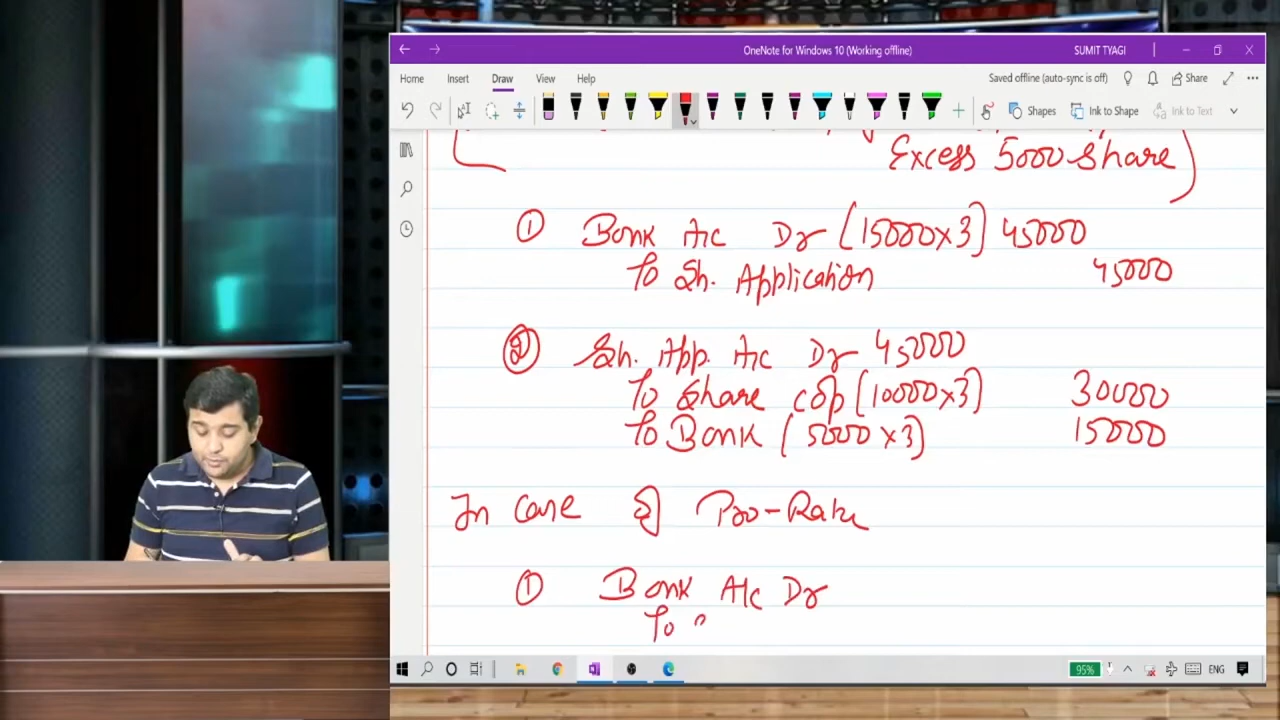 OneNote for Windows 10 (Working offline)
SUMIT TYAGI
Home Insert Draw View Help
Saved offline (auto-sync is off)
Share
Shapes
Ink to Shape
Ink to Text
Excess 5000 Share
① Bank A/c Dr [15000×3] 45000
To Sh. Application 45000
② Sh. App. A/c Dr 45000
To Share cap [10000×3] 30000
To Bank (5000×3] 15000
In Case of Pro-Rate
① Bank A/c Dr
To
95%
ENG